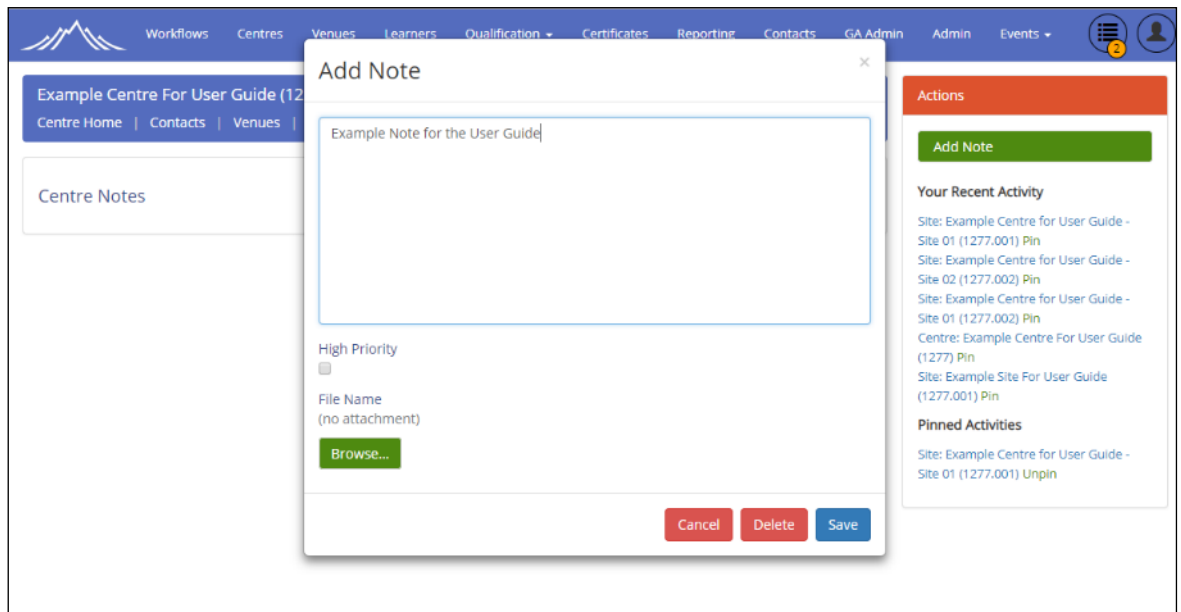 Workflows Centres Venues Learners Qualification Certificates Reporting Contacts GA Admin Admin Events
2
Example Centre For User Guide (12
Centre Home | Contacts | Venues |
Centre Notes
Add Note
×
Example Note for the User Guide
High Priority
File Name
(no attachment)
Browse...
Cancel Delete Save
Actions
Add Note
Your Recent Activity
Site: Example Centre for User Guide -
Site 01 (1277.001) Pin
Site: Example Centre for User Guide -
Site 02 (1277.002) Pin
Site: Example Centre for User Guide -
Site 01 (1277.002) Pin
Centre: Example Centre For User Guide
(1277) Pin
Site: Example Site For User Guide
(1277.001) Pin
Pinned Activities
Site: Example Centre for User Guide -
Site 01 (1277.001) Unpin